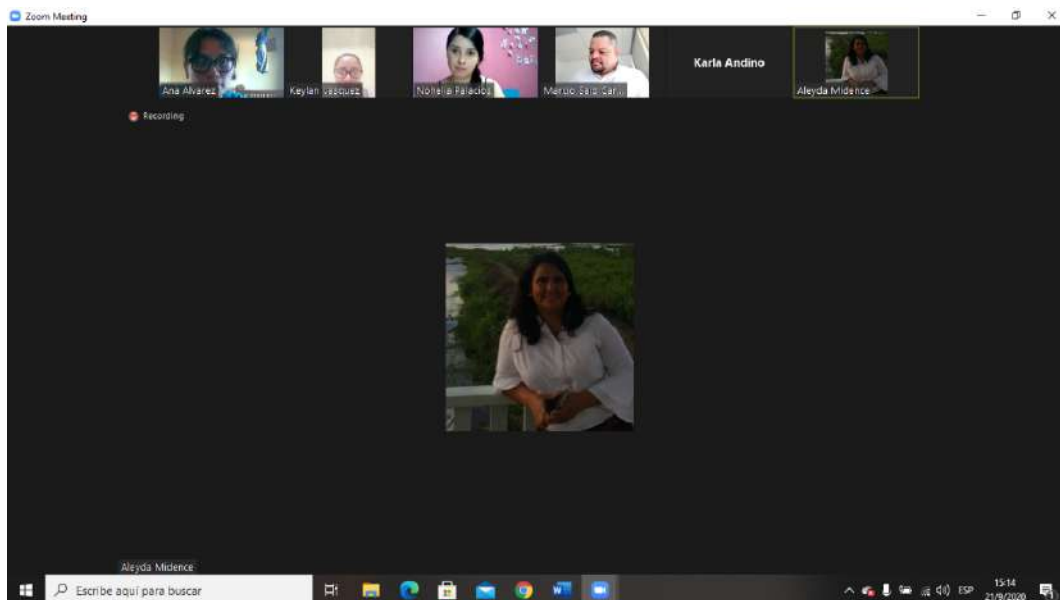 Zoom Meeting
Ana Alvarez
Keylan Vasquez
Nohelia Palacios
Marcio
Karla Andino
Aleyda Midence
Recording
Aleyda Midence
Escribe aquí para buscar
ESP
15:14
21/9/2020